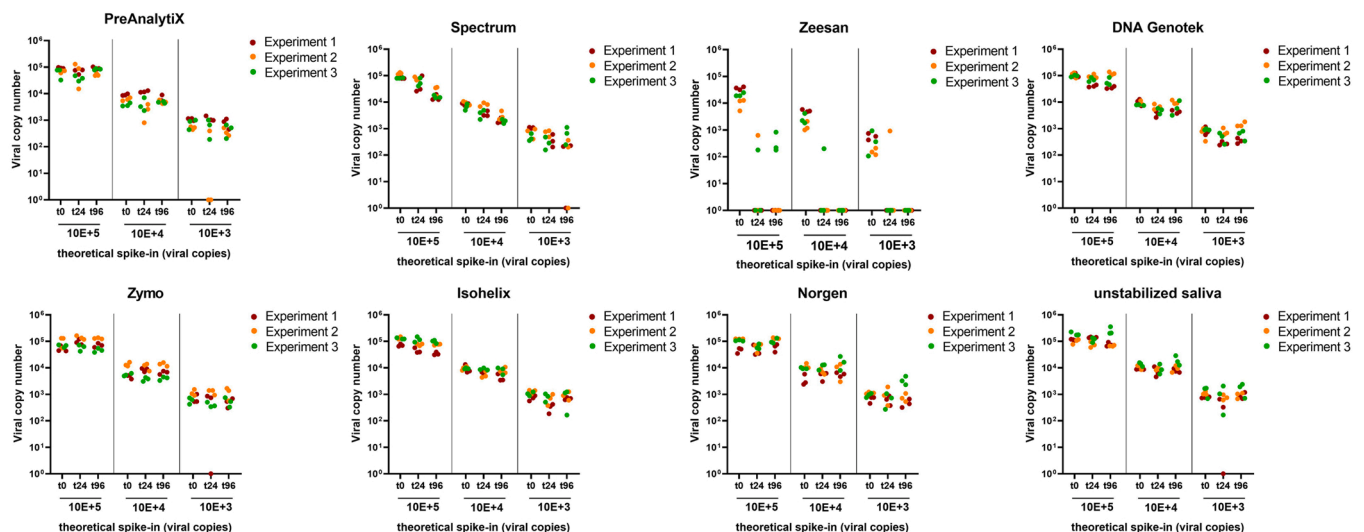 PreAnalytiX
Viral copy number
10⁶
10⁵
10⁴
10³
10²
10¹
10⁰
t0 t24 t96 t0 t24 t96 t0 t24 t96
10E+5 10E+4 10E+3
theoretical spike-in (viral copies)
Experiment 1
Experiment 2
Experiment 3
Spectrum
Viral copy number
10⁶
10⁵
10⁴
10³
10²
10¹
10⁰
t0 t24 t96 t0 t24 t96 t0 t24 t96
10E+5 10E+4 10E+3
theoretical spike-in (viral copies)
Experiment 1
Experiment 2
Experiment 3
Zeesan
Viral copy number
10⁶
10⁵
10⁴
10³
10²
10¹
10⁰
t0 t24 t96 t0 t24 t96 t0 t24 t96
10E+5 10E+4 10E+3
theoretical spike-in (viral copies)
Experiment 1
Experiment 2
Experiment 3
DNA Genotek
Viral copy number
10⁶
10⁵
10⁴
10³
10²
10¹
10⁰
t0 t24 t96 t0 t24 t96 t0 t24 t96
10E+5 10E+4 10E+3
theoretical spike-in (viral copies)
Experiment 1
Experiment 2
Experiment 3
Zymo
Viral copy number
10⁶
10⁵
10⁴
10³
10²
10¹
10⁰
t0 t24 t96 t0 t24 t96 t0 t24 t96
10E+5 10E+4 10E+3
theoretical spike-in (viral copies)
Experiment 1
Experiment 2
Experiment 3
Isohelix
Viral copy number
10⁶
10⁵
10⁴
10³
10²
10¹
10⁰
t0 t24 t96 t0 t24 t96 t0 t24 t96
10E+5 10E+4 10E+3
theoretical spike-in (viral copies)
Experiment 1
Experiment 2
Experiment 3
Norgen
Viral copy number
10⁶
10⁵
10⁴
10³
10²
10¹
10⁰
t0 t24 t96 t0 t24 t96 t0 t24 t96
10E+5 10E+4 10E+3
theoretical spike-in (viral copies)
Experiment 1
Experiment 2
Experiment 3
unstabilized saliva
Viral copy number
10⁶
10⁵
10⁴
10³
10²
10¹
10⁰
t0 t24 t96 t0 t24 t96 t0 t24 t96
10E+5 10E+4 10E+3
theoretical spike-in (viral copies)
Experiment 1
Experiment 2
Experiment 3